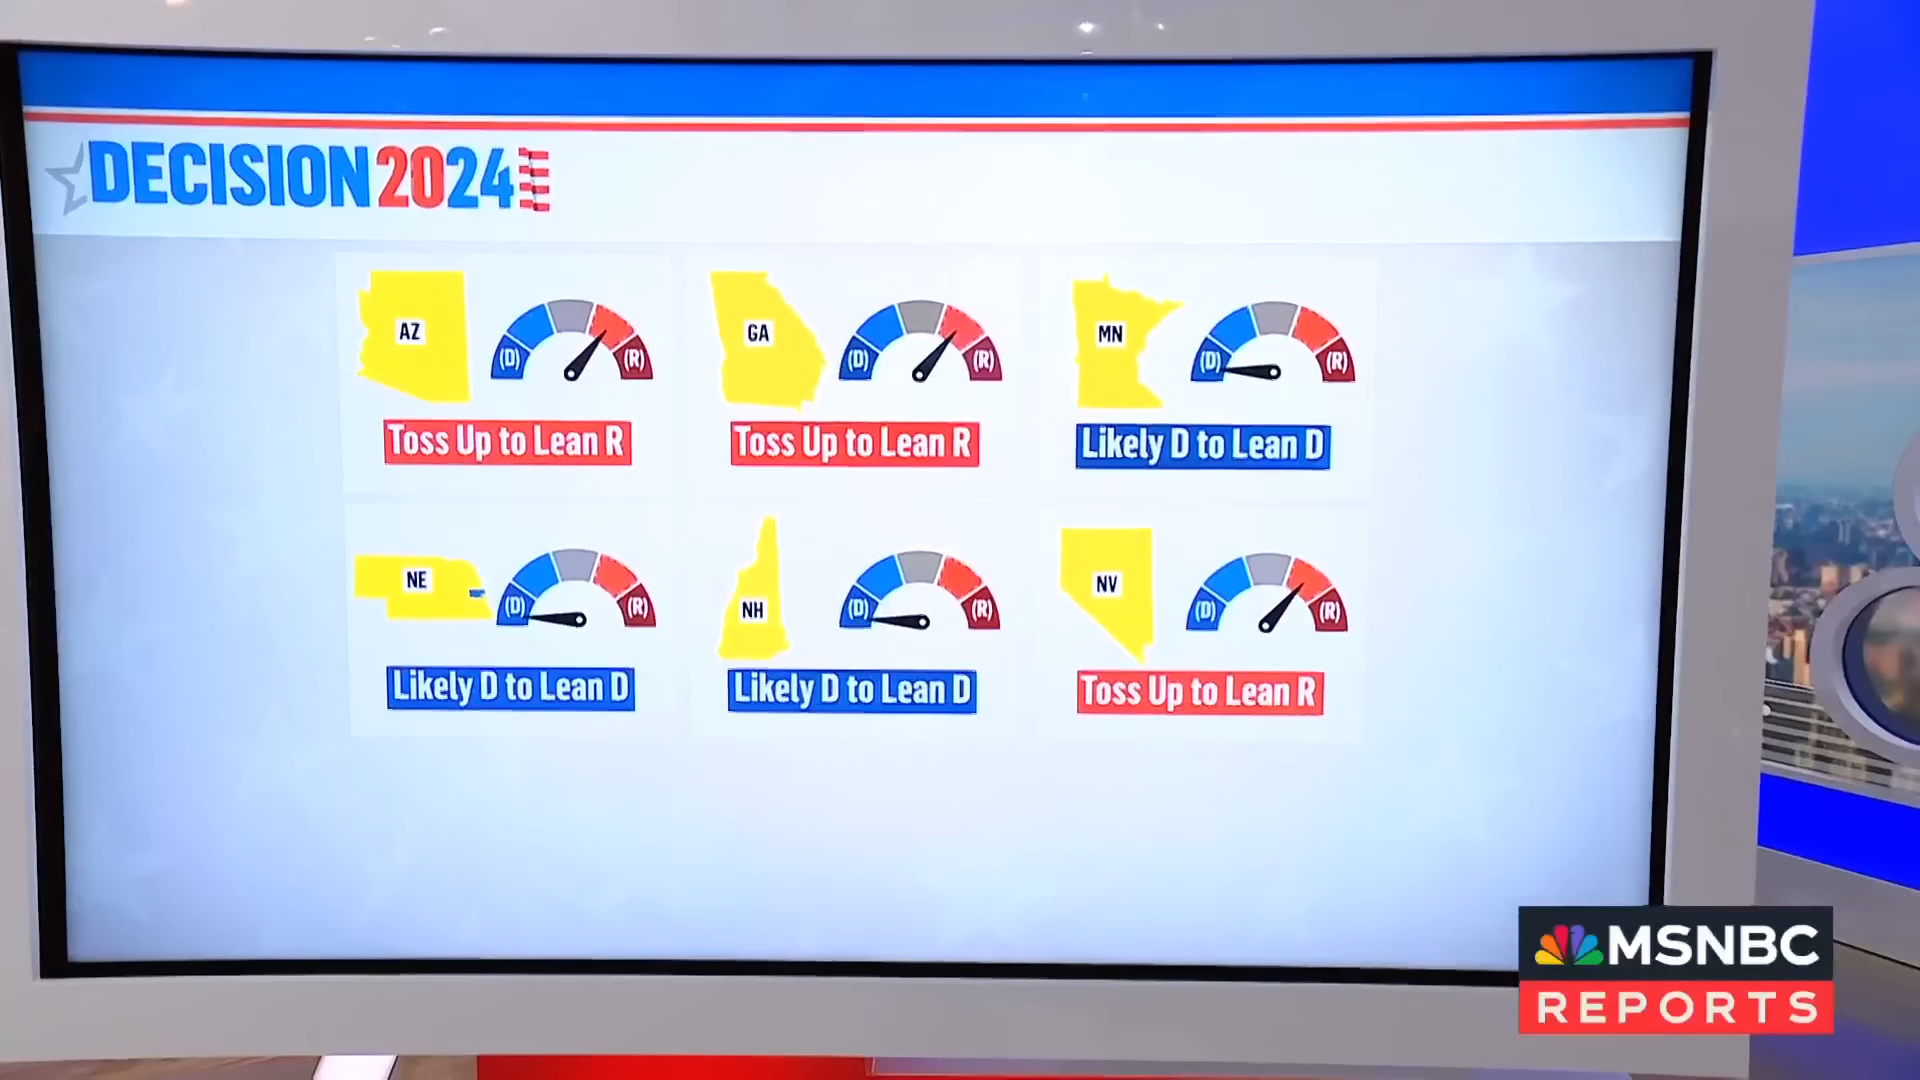 DECISION 2024
AZ
(D)
(R)
Toss Up to Lean R
GA
(D)
(R)
Toss Up to Lean R
MN
(D)
(R)
Likely D to Lean D
NE
(D)
(R)
Likely D to Lean D
NH
(D)
(R)
Likely D to Lean D
NV
(D)
(R)
Toss Up to Lean R
MSNBC
REPORTS